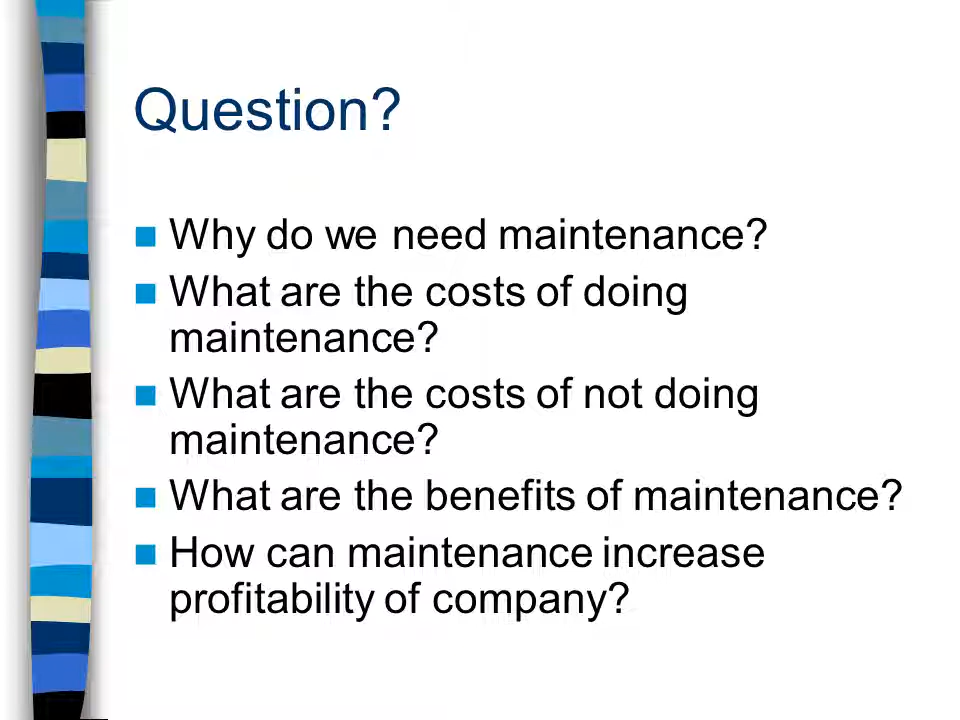 Question?
Why do we need maintenance?
What are the costs of doing
maintenance?
What are the costs of not doing
maintenance?
What are the benefits of maintenance?
How can maintenance increase
profitability of company?